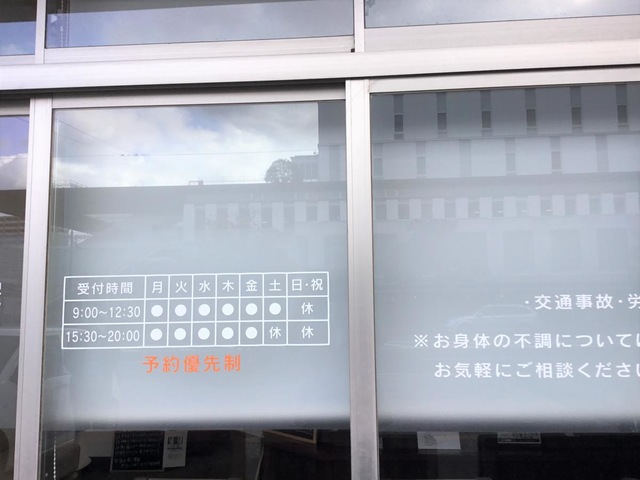 受付時間 月 火 水 木 金 土 日・祝
9:00～12:30 ● ● ● ● ● ● 休
15:30～20:00 ● ● ● ● ● 休 休
予約優先制
・交通事故・労
※お身体の不調については
お気軽にご相談ください